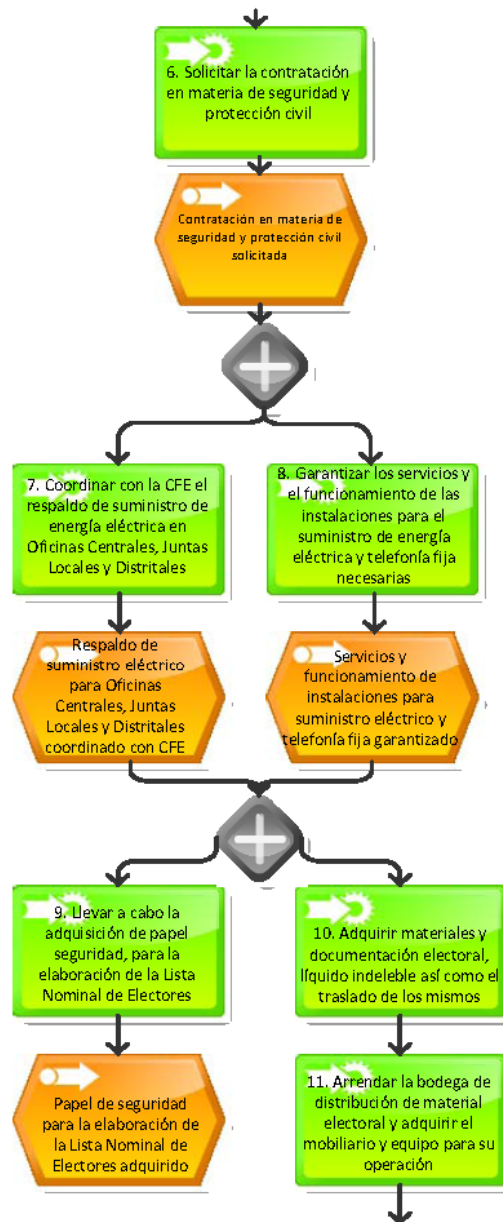 6. Solicitar la contratación
en materia de seguridad y
protección civil
Contratación en materia de
seguridad y protección civil
solicitada
7. Coordinar con la CFE el
respaldo de suministro de
energía eléctrica en
Oficinas Centrales, Juntas
Locales y Distritales
8. Garantizar los servicios y
el funcionamiento de las
instalaciones para el
suministro de energía
eléctrica y telefonía fija
necesarias
Respaldo de
suministro eléctrico
para Oficinas
Centrales, Juntas
Locales y Distritales
coordinado con CFE
Servicios y
funcionamiento de
instalaciones para
suministro eléctrico y
telefonía fija garantizado
9. Llevar a cabo la
adquisición de papel
seguridad, para la
elaboración de la Lista
Nominal de Electores
10. Adquirir materiales y
documentación electoral,
líquido indeleble así como el
traslado de los mismos
Papel de seguridad
para la elaboración de
la Lista Nominal de
Electores adquirido
11. Arrendar la bodega de
distribución de material
electoral y adquirir el
mobiliario y equipo para su
operación